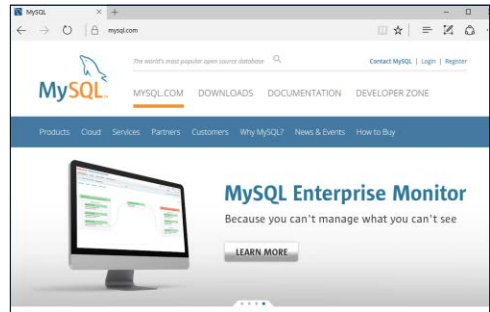 MySQL
mysql.com
The world's most popular open source database
Contact MySQL | Login | Register
MySQL™
MYSQL.COM DOWNLOADS DOCUMENTATION DEVELOPER ZONE
Products Cloud Services Partners Customers Why MySQL? News & Events How to Buy
MySQL Enterprise Monitor
Because you can't manage what you can't see
LEARN MORE